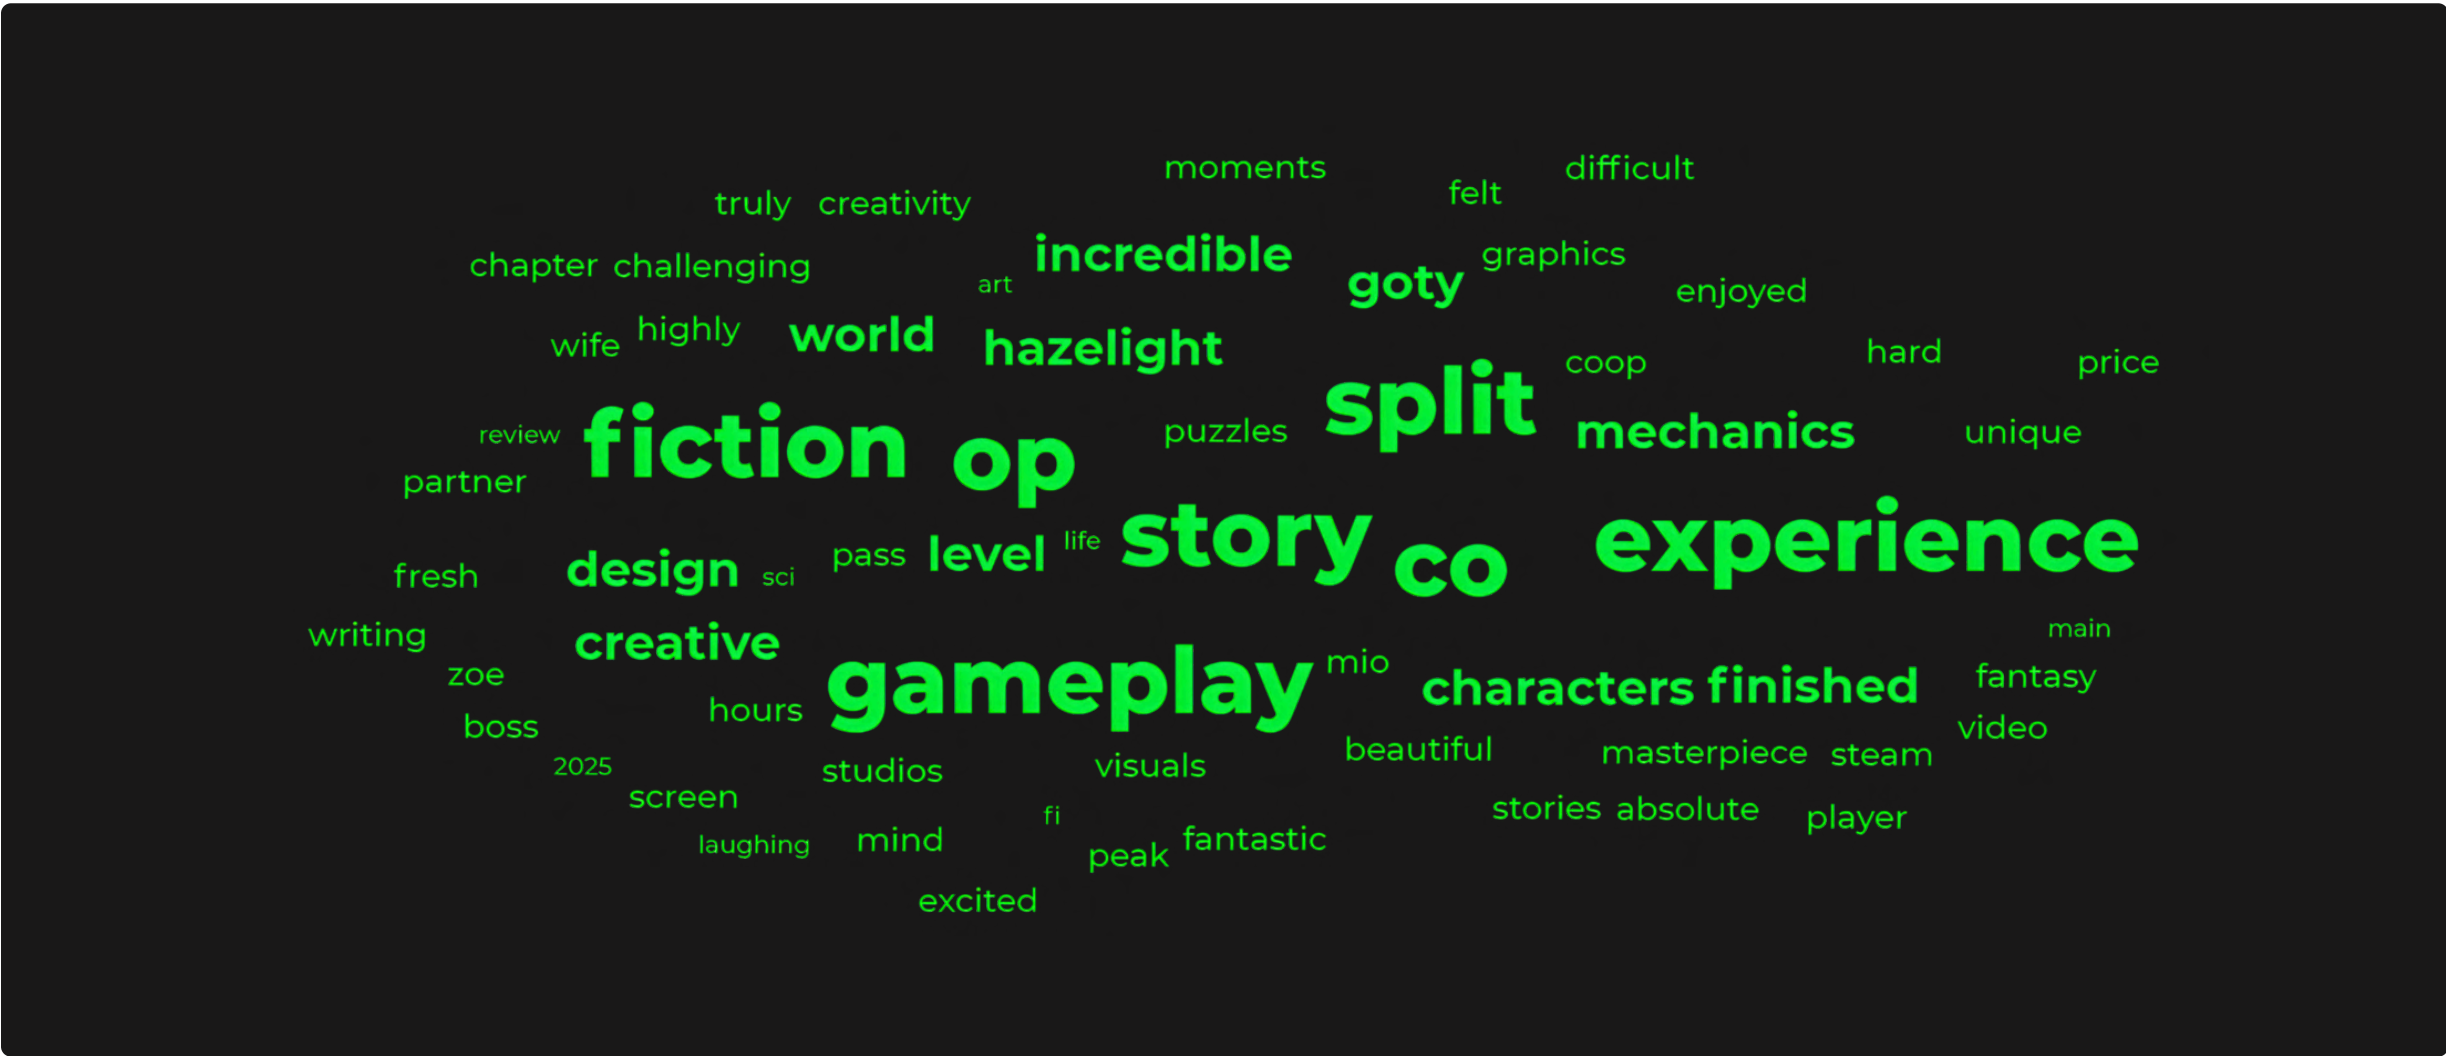 moments
difficult
felt
truly creativity
incredible
graphics
chapter challenging
art
goty
enjoyed
wife highly world hazelight
coop
hard
price
split
review
fiction op
puzzles
mechanics
unique
partner
story co
experience
fresh
design sci
pass level life
writing
creative
main
zoe
gameplay
mio
characters finished
fantasy
boss
hours
video
2025
studios
visuals
beautiful
masterpiece steam
screen
fi
stories absolute
player
laughing
mind
peak fantastic
excited